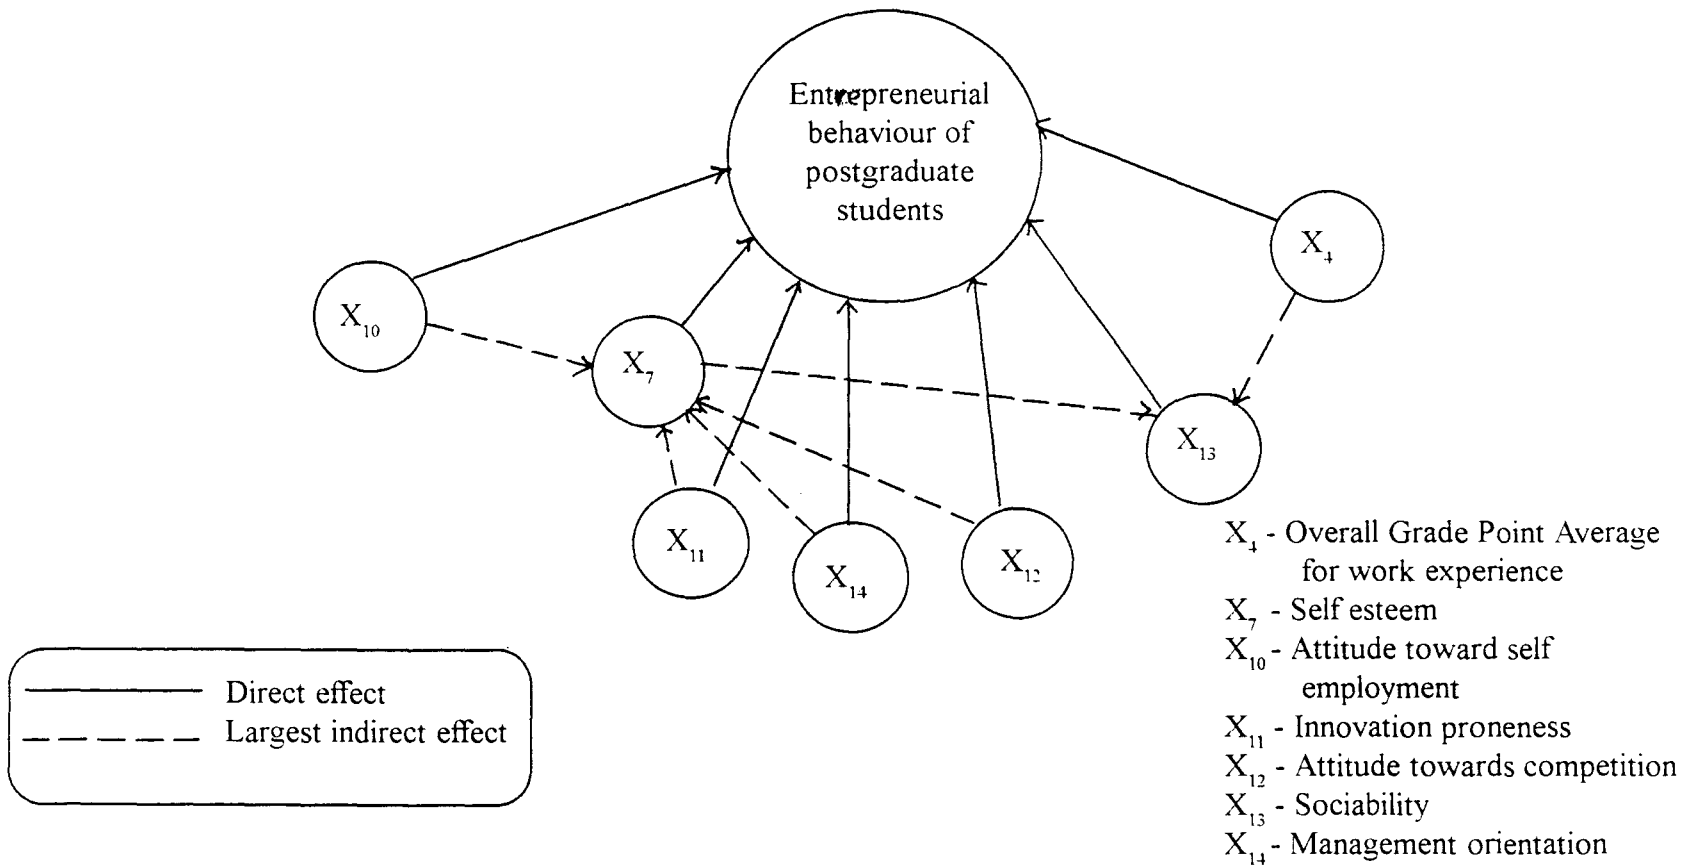 Entrepreneurial
behaviour of
postgraduate
students
X₄
X₁₀
X₇
X₁₃
X₁₁
X₁₄
X₁₂
X₄ - Overall Grade Point Average
for work experience
X₇ - Self esteem
X₁₀ - Attitude toward self
employment
X₁₁ - Innovation proneness
X₁₂ - Attitude towards competition
X₁₃ - Sociability
X₁₄ - Management orientation
Direct effect
Largest indirect effect